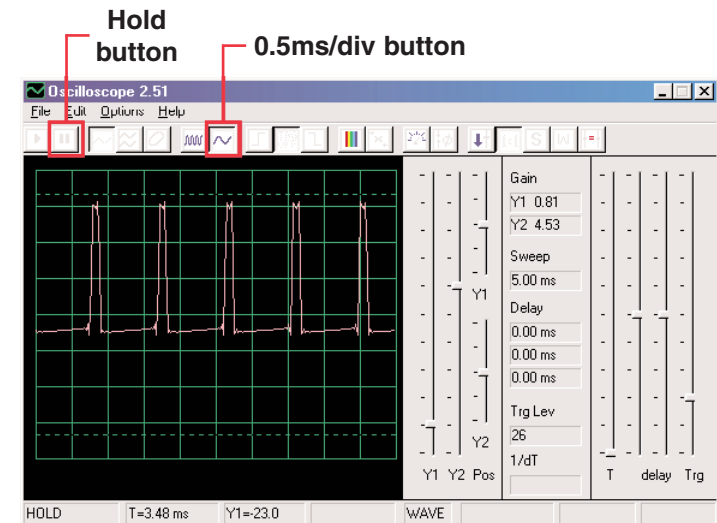 Hold
button
0.5ms/div button
Oscilloscope 2.51
File Edit Options Help
Gain
Y1 0.81
Y2 4.53
Sweep
5.00 ms
Delay
0.00 ms
0.00 ms
0.00 ms
Trg Lev
26
1/dT
Y1
Y2
Y1 Y2 Pos
T delay Trg
HOLD T=3.48 ms Y1=-23.0 WAVE